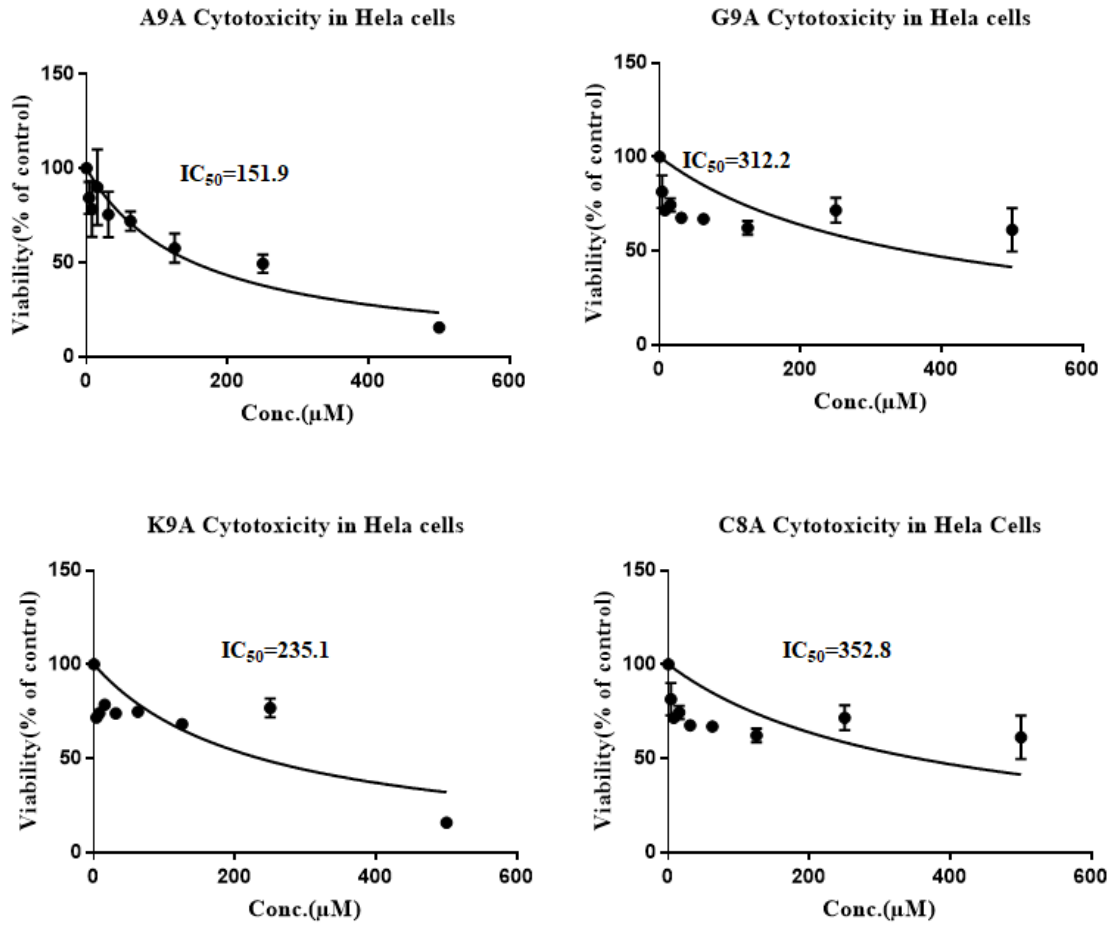 A9A Cytotoxicity in Hela cells
Viability(% of control)
150
100
50
0
IC50=151.9
0 200 400 600
Conc.(µM)
G9A Cytotoxicity in Hela cells
Viability(% of control)
150
100
50
0
IC50=312.2
0 200 400 600
Conc.(µM)
K9A Cytotoxicity in Hela cells
Viability(% of control)
150
100
50
0
IC50=235.1
0 200 400 600
Conc.(µM)
C8A Cytotoxicity in Hela Cells
Viability(% of control)
150
100
50
0
IC50=352.8
0 200 400 600
Conc.(µM)